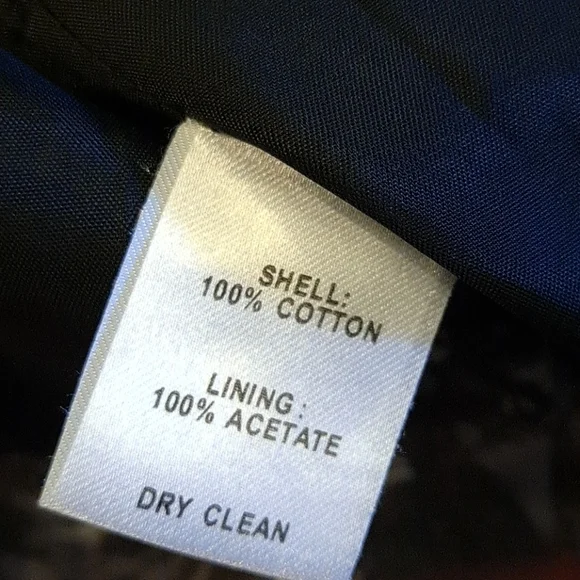 SHELL:
100% COTTON
LINING:
100% ACETATE
DRY CLEAN